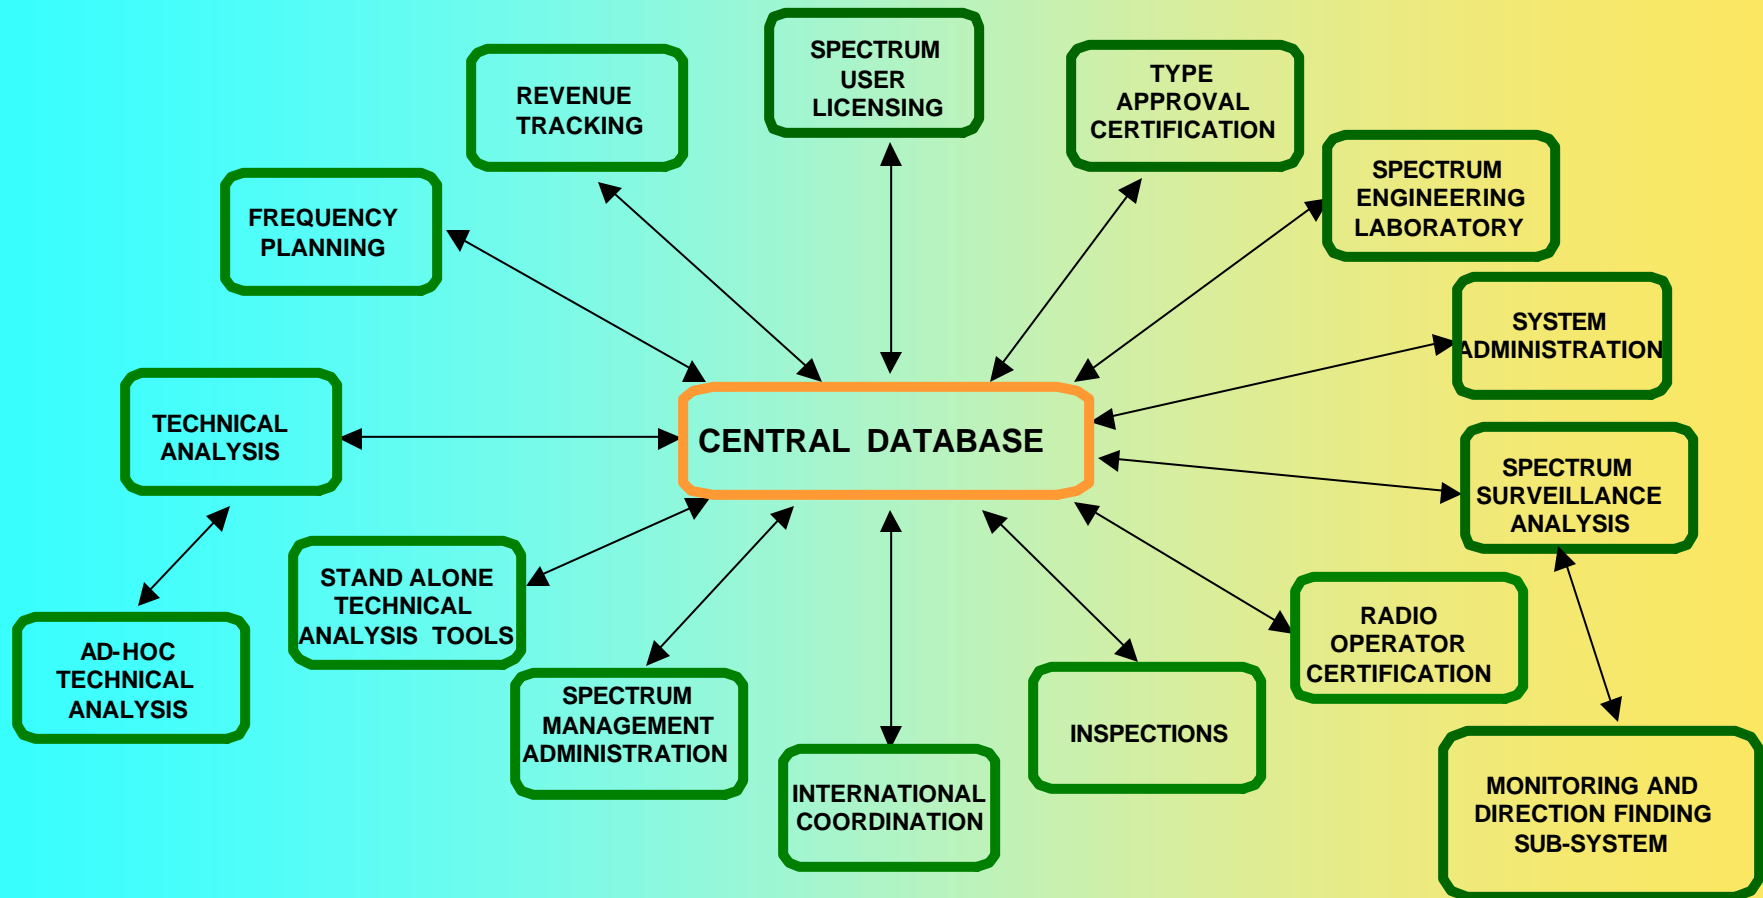 SPECTRUM
USER
LICENSING
REVENUE
TRACKING
TYPE
APPROVAL
CERTIFICATION
SPECTRUM
ENGINEERING
LABORATORY
FREQUENCY
PLANNING
SYSTEM
ADMINISTRATION
TECHNICAL
ANALYSIS
CENTRAL DATABASE
SPECTRUM
SURVEILLANCE
ANALYSIS
STAND ALONE
TECHNICAL
ANALYSIS TOOLS
RADIO
OPERATOR
CERTIFICATION
AD-HOC
TECHNICAL
ANALYSIS
SPECTRUM
MANAGEMENT
ADMINISTRATION
INSPECTIONS
INTERNATIONAL
COORDINATION
MONITORING AND
DIRECTION FINDING
SUB-SYSTEM